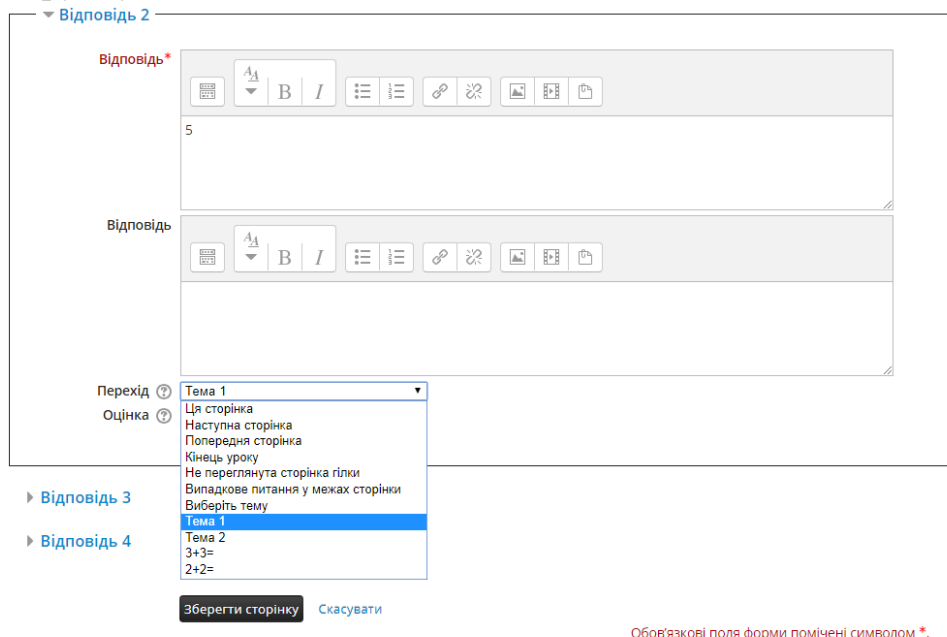 Відповідь 2
Відповідь*
5
Відповідь
Перехід Тема 1
Оцінка
Ця сторінка
Наступна сторінка
Попередня сторінка
Кінець уроку
Не переглянута сторінка гілки
Випадкове питання у межах сторінки
Виберіть тему
Тема 1
Тема 2
3+3=
2+2=
Відповідь 3
Відповідь 4
Зберегти сторінку Скасувати
Обов'язкові поля форми помічені символом *.